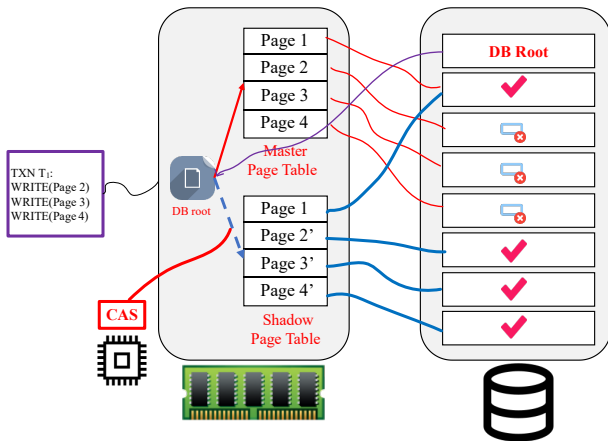 Page 1
Page 2
Page 3
Page 4
Master
Page Table
DB Root
TXN T₁:
WRITE(Page 2)
WRITE(Page 3)
WRITE(Page 4)
DB root
Page 1
Page 2’
Page 3’
Page 4’
Shadow
Page Table
CAS